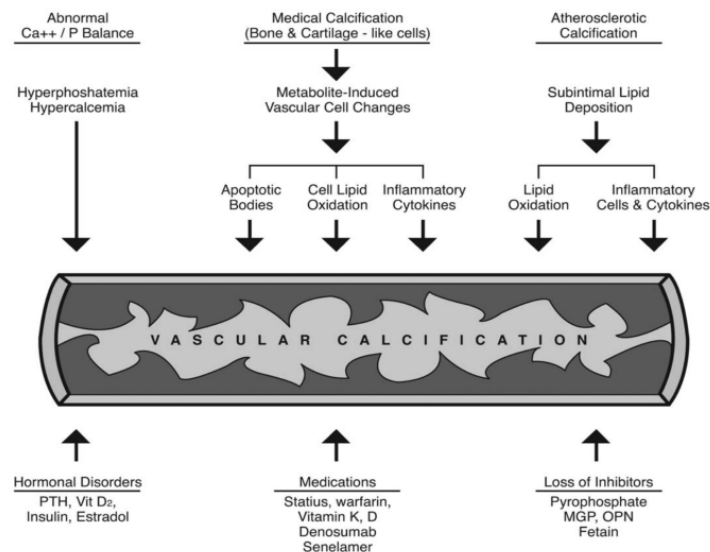 Abnormal
Ca++ / P Balance
Hyperphoshatemia
Hypercalcemia
Medical Calcification
(Bone & Cartilage - like cells)
Metabolite-Induced
Vascular Cell Changes
Apoptotic
Bodies
Cell Lipid
Oxidation
Inflammatory
Cytokines
Atherosclerotic
Calcification
Subintimal Lipid
Deposition
Lipid
Oxidation
Inflammatory
Cells & Cytokines
VASCULAR CALCIFICATION
Hormonal Disorders
PTH, Vit D₂,
Insulin, Estradol
Medications
Statius, warfarin,
Vitamin K, D
Denosumab
Senelamer
Loss of Inhibitors
Pyrophosphate
MGP, OPN
Fetain